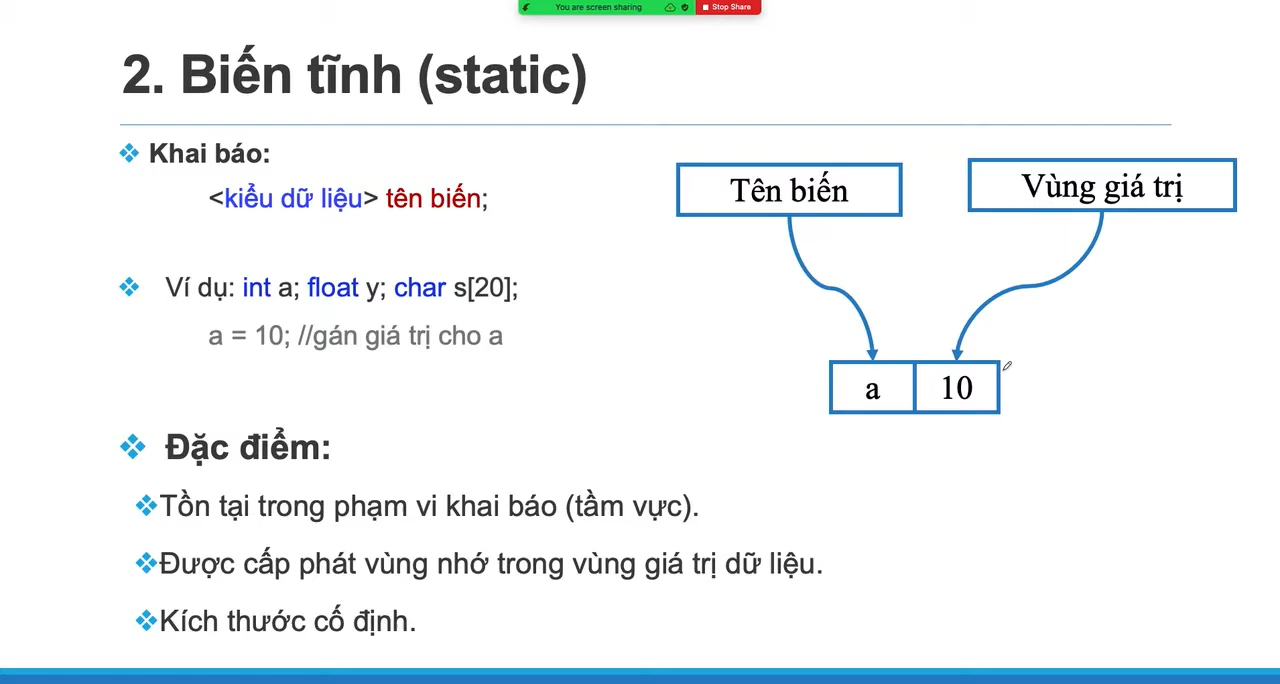 You are screen sharing
Stop Share
2. Biến tĩnh (static)
Khai báo:
<kiểu dữ liệu> tên biến;
Ví dụ: int a; float y; char s[20];
a = 10; //gán giá trị cho a
Tên biến
Vùng giá trị
a
10
Đặc điểm:
Tồn tại trong phạm vi khai báo (tầm vực).
Được cấp phát vùng nhớ trong vùng giá trị dữ liệu.
Kích thước cố định.